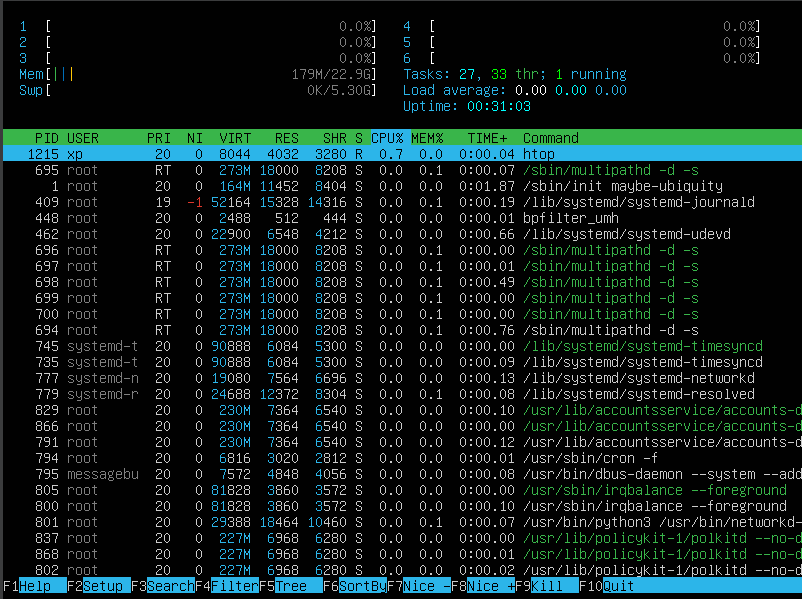 1 [ 0.0%] 4 [ 0.0%]
2 [ 0.0%] 5 [ 0.0%]
3 [ 0.0%] 6 [ 0.0%]
Mem[||| 179M/22.9G] Tasks: 27, 33 thr; 1 running
Swp[ 0K/5.30G] Load average: 0.00 0.00 0.00
Uptime: 00:31:03
PID USER PRI NI VIRT RES SHR S CPU% MEM% TIME+ Command
1215 xp 20 0 8044 4032 3280 R 0.7 0.0 0:00.04 htop
695 root RT 0 273M 18000 8208 S 0.0 0.1 0:00.07 /sbin/multipathd -d -s
1 root 20 0 164M 11452 8404 S 0.0 0.0 0:01.87 /sbin/init maybe-ubiquity
409 root 19 -1 52164 15328 14316 S 0.0 0.1 0:00.19 /lib/systemd/systemd-journald
448 root 20 0 2488 512 444 S 0.0 0.0 0:00.01 bpfilter_umh
462 root 20 0 22900 6548 4212 S 0.0 0.0 0:00.66 /lib/systemd/systemd-udevd
696 root RT 0 273M 18000 8208 S 0.0 0.1 0:00.00 /sbin/multipathd -d -s
697 root RT 0 273M 18000 8208 S 0.0 0.1 0:00.01 /sbin/multipathd -d -s
698 root RT 0 273M 18000 8208 S 0.0 0.1 0:00.49 /sbin/multipathd -d -s
699 root RT 0 273M 18000 8208 S 0.0 0.1 0:00.00 /sbin/multipathd -d -s
700 root RT 0 273M 18000 8208 S 0.0 0.1 0:00.00 /sbin/multipathd -d -s
694 root RT 0 273M 18000 8208 S 0.0 0.1 0:00.76 /sbin/multipathd -d -s
745 systemd-t 20 0 90888 6084 5300 S 0.0 0.0 0:00.00 /lib/systemd/systemd-timesyncd
735 systemd-t 20 0 90888 6084 5300 S 0.0 0.0 0:00.09 /lib/systemd/systemd-timesyncd
777 systemd-n 20 0 19080 7564 6696 S 0.0 0.0 0:00.13 /lib/systemd/systemd-networkd
779 systemd-r 20 0 24688 12372 8304 S 0.0 0.1 0:00.08 /lib/systemd/systemd-resolved
829 root 20 0 230M 7364 6540 S 0.0 0.0 0:00.10 /usr/lib/accountsservice/accounts-d
866 root 20 0 230M 7364 6540 S 0.0 0.0 0:00.00 /usr/lib/accountsservice/accounts-d
791 root 20 0 230M 7364 6540 S 0.0 0.0 0:00.12 /usr/lib/accountsservice/accounts-d
794 root 20 0 6816 3020 2812 S 0.0 0.0 0:00.01 /usr/sbin/cron -f
795 messagebu 20 0 7572 4848 4056 S 0.0 0.0 0:00.08 /usr/bin/dbus-daemon --system --add
805 root 20 0 81828 3860 3572 S 0.0 0.0 0:00.00 /usr/sbin/irqbalance --foreground
800 root 20 0 81828 3860 3572 S 0.0 0.0 0:00.10 /usr/sbin/irqbalance --foreground
801 root 20 0 29388 18464 10460 S 0.0 0.1 0:00.07 /usr/bin/python3 /usr/bin/networkd-
837 root 20 0 227M 6968 6280 S 0.0 0.0 0:00.00 /usr/lib/policykit-1/polkitd --no-d
868 root 20 0 227M 6968 6280 S 0.0 0.0 0:00.01 /usr/lib/policykit-1/polkitd --no-d
802 root 20 0 227M 6968 6280 S 0.0 0.0 0:00.02 /usr/lib/policykit-1/polkitd --no-d
F1Help F2Setup F3SearchF4FilterF5Tree F6SortByF7Nice -F8Nice +F9Kill F10Quit